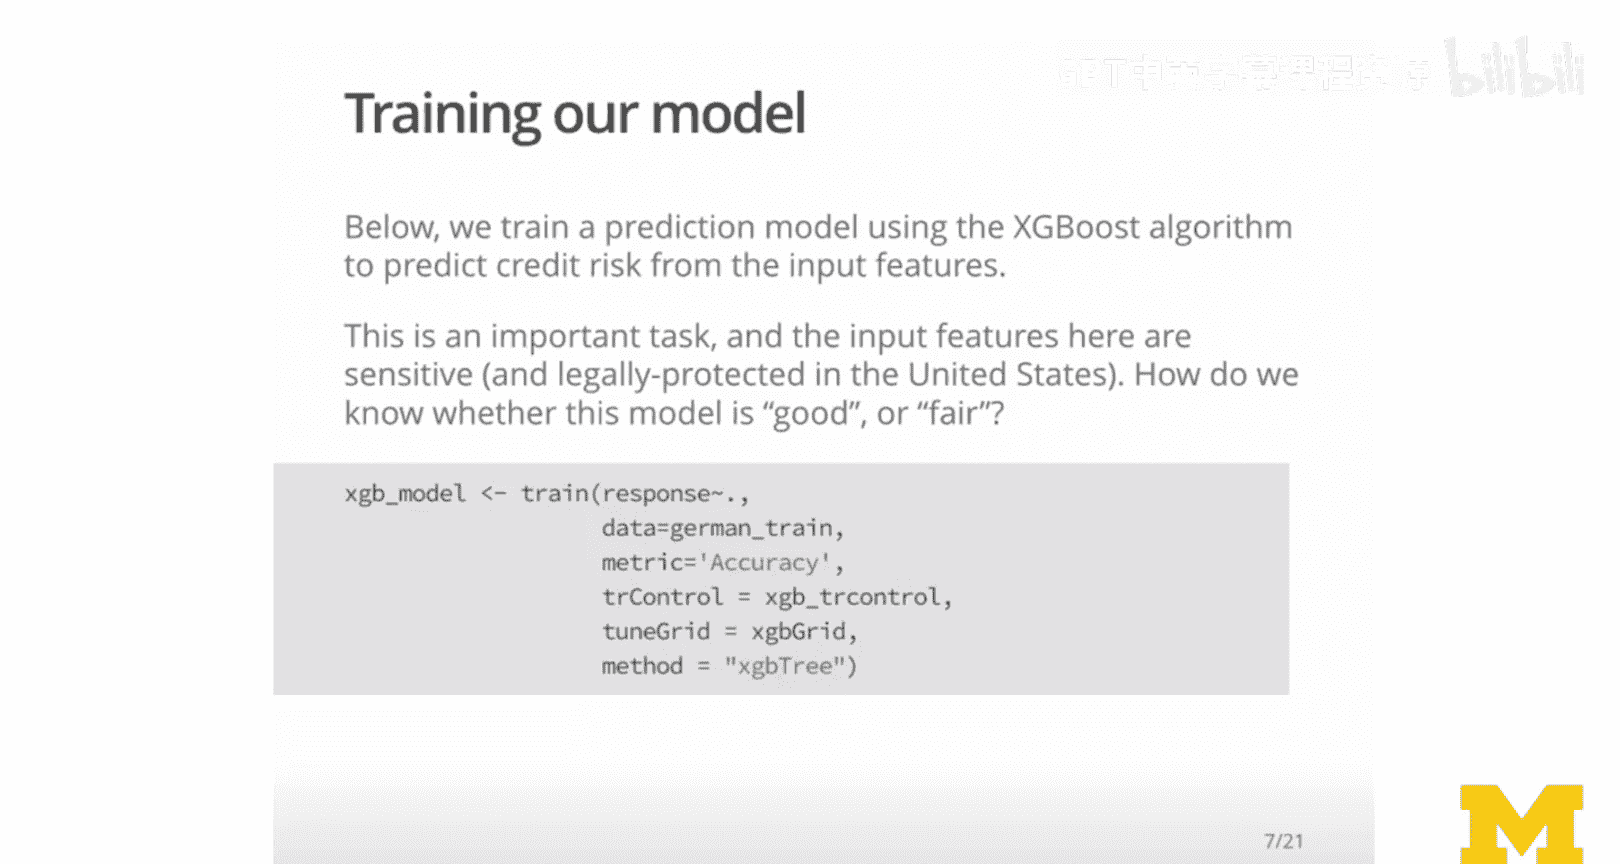 bilibili
Training our model
Below, we train a prediction model using the XGBoost algorithm
to predict credit risk from the input features.
This is an important task, and the input features here are
sensitive (and legally-protected in the United States). How do we
know whether this model is “good”, or “fair”?
xgb_model <- train(response~.,
data=german_train,
metric='Accuracy',
trControl = xgb_trcontrol,
tuneGrid = xgbGrid,
method = "xgbTree")
7/21
M